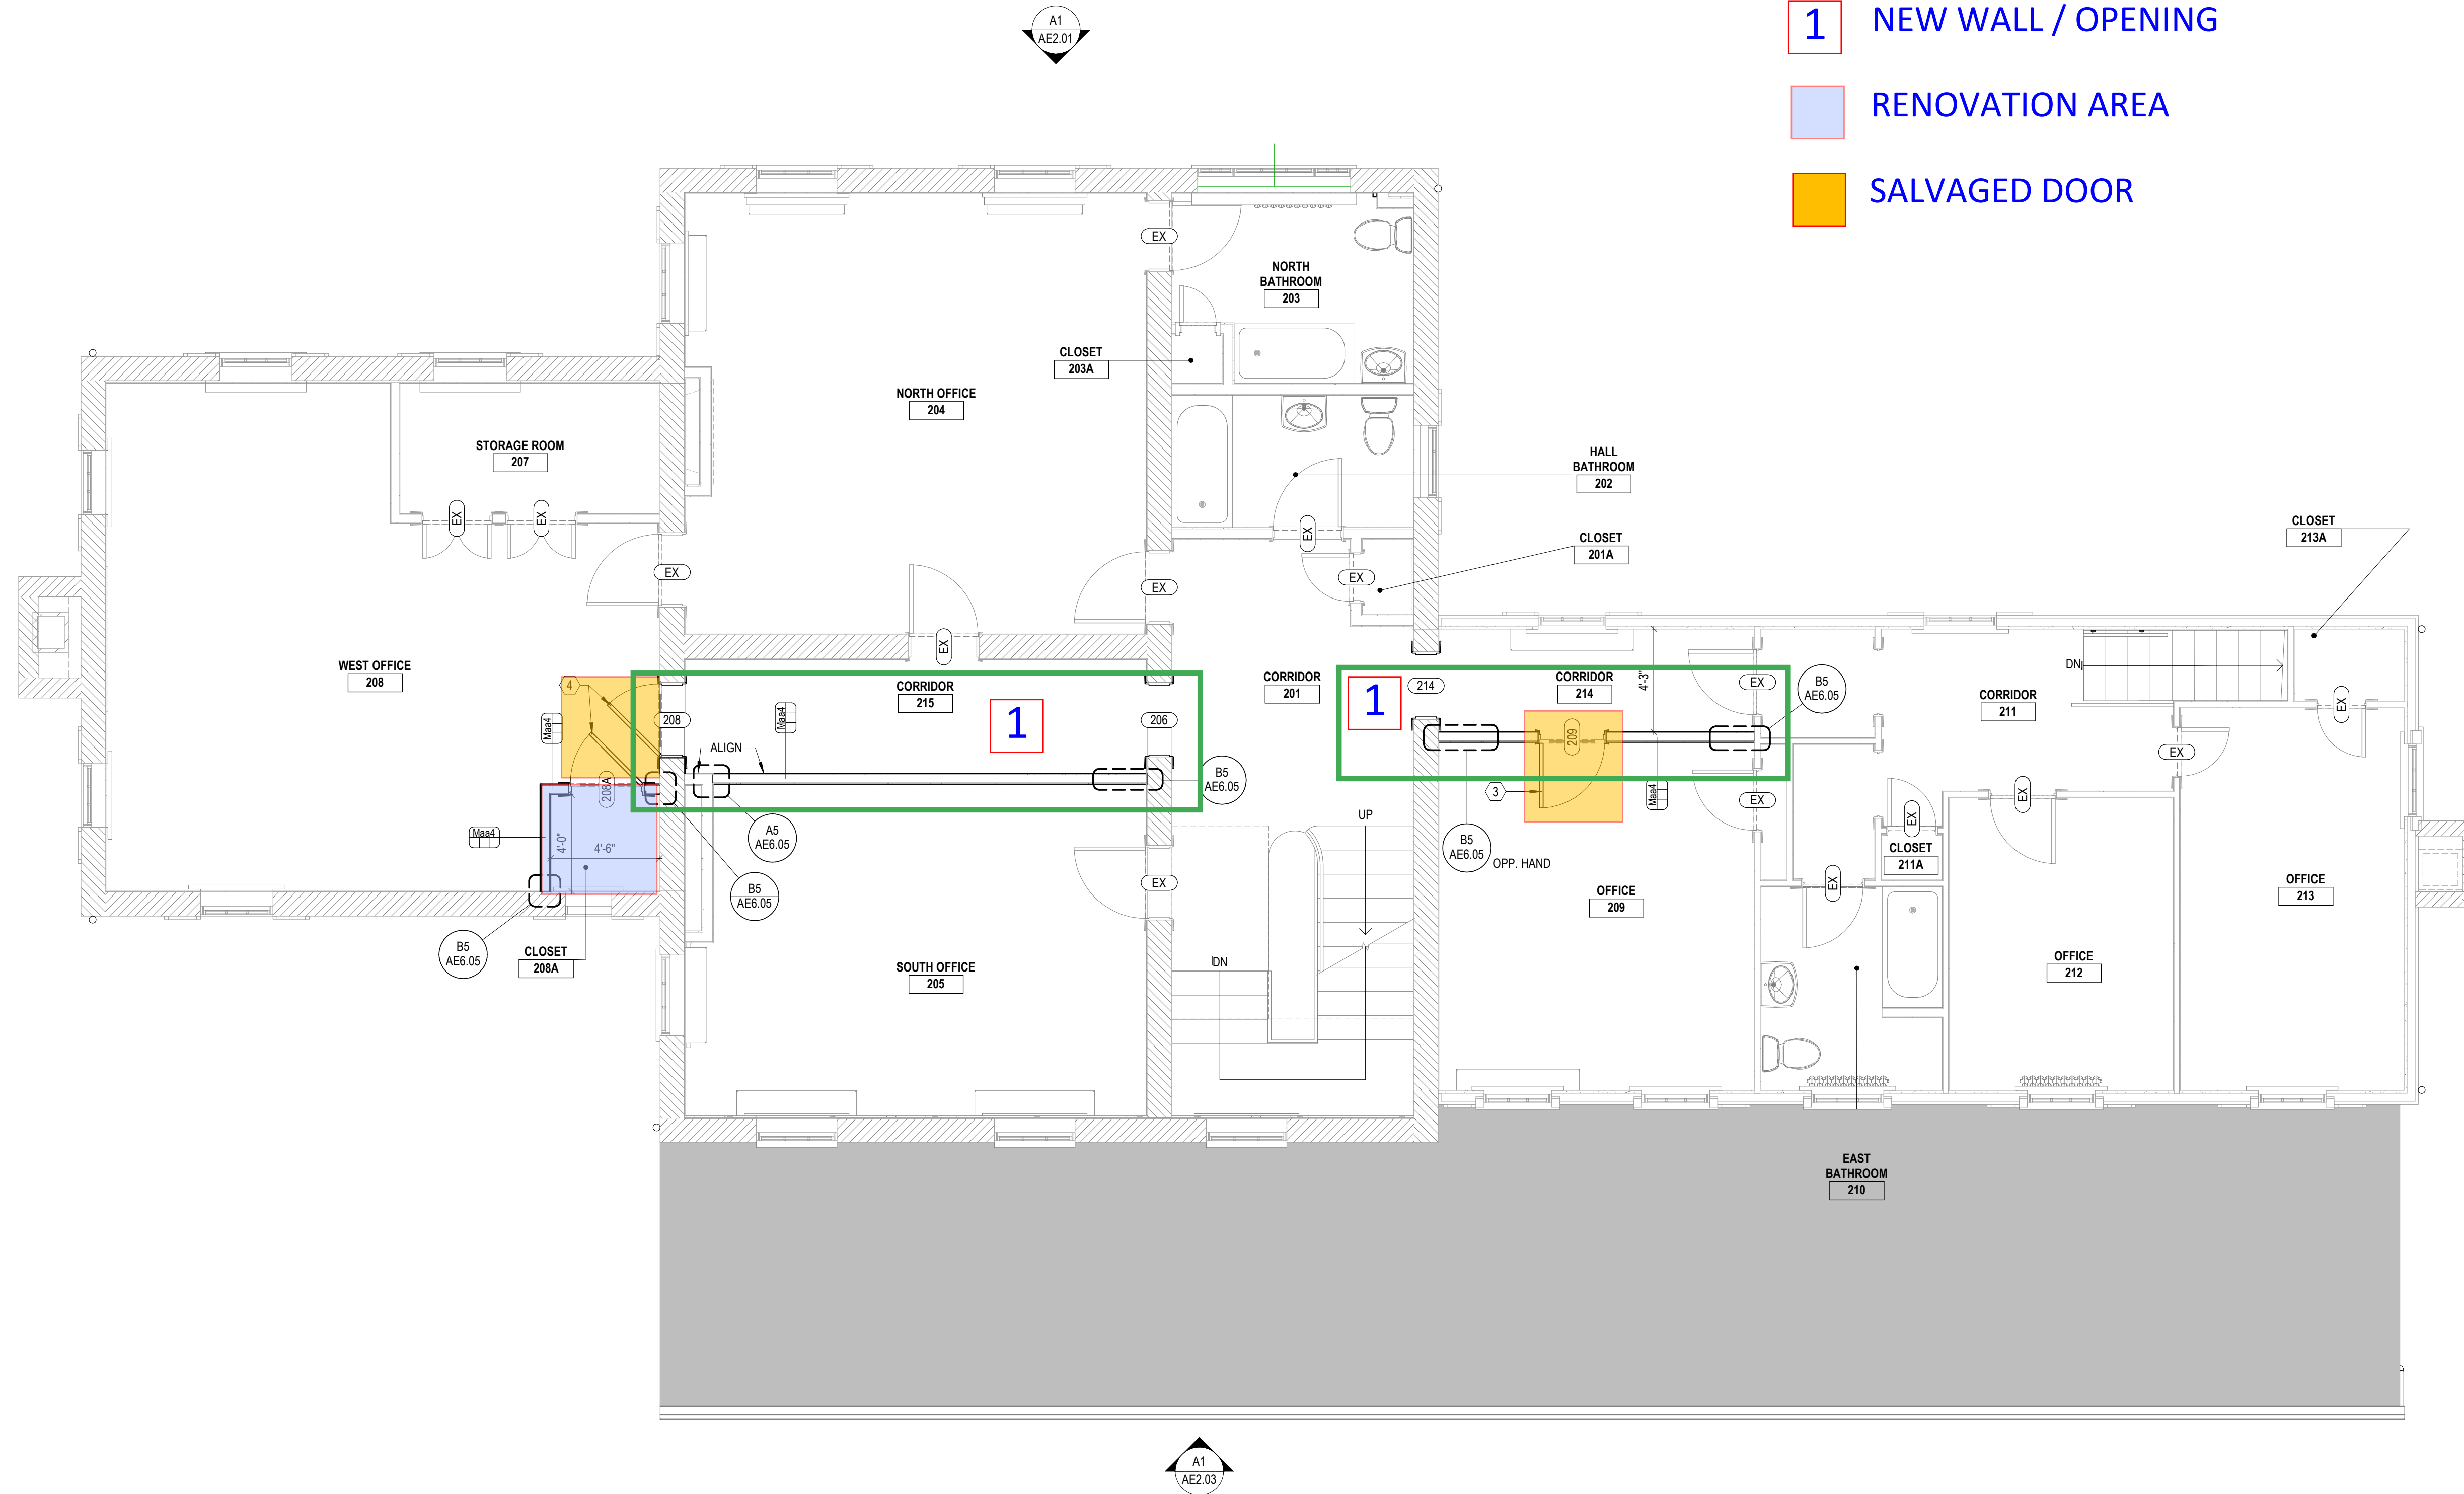 A1
AE2.01
1 NEW WALL / OPENING
RENOVATION AREA
SALVAGED DOOR
EX
NORTH
BATHROOM
203
CLOSET
203A
NORTH OFFICE
204
STORAGE ROOM
207
EX
EX
HALL
BATHROOM
202
EX
CLOSET
201A
CLOSET
213A
EX
EX
EX
EX
WEST OFFICE
208
4
CORRIDOR
215
1
208
206
Maa4
Maa4
ALIGN
CORRIDOR
201
1
214
CORRIDOR
214
4'-3"
EX
B5
AE6.05
CORRIDOR
211
DN
EX
EX
209
B5
AE6.05
3
Maa4
EX
EX
EX
208A
Maa4
4'-0"
4'-6"
A5
AE6.05
UP
B5
AE6.05
OPP. HAND
CLOSET
211A
B5
AE6.05
EX
EX
OFFICE
209
OFFICE
213
B5
AE6.05
CLOSET
208A
SOUTH OFFICE
205
DN
OFFICE
212
EAST
BATHROOM
210
A1
AE2.03